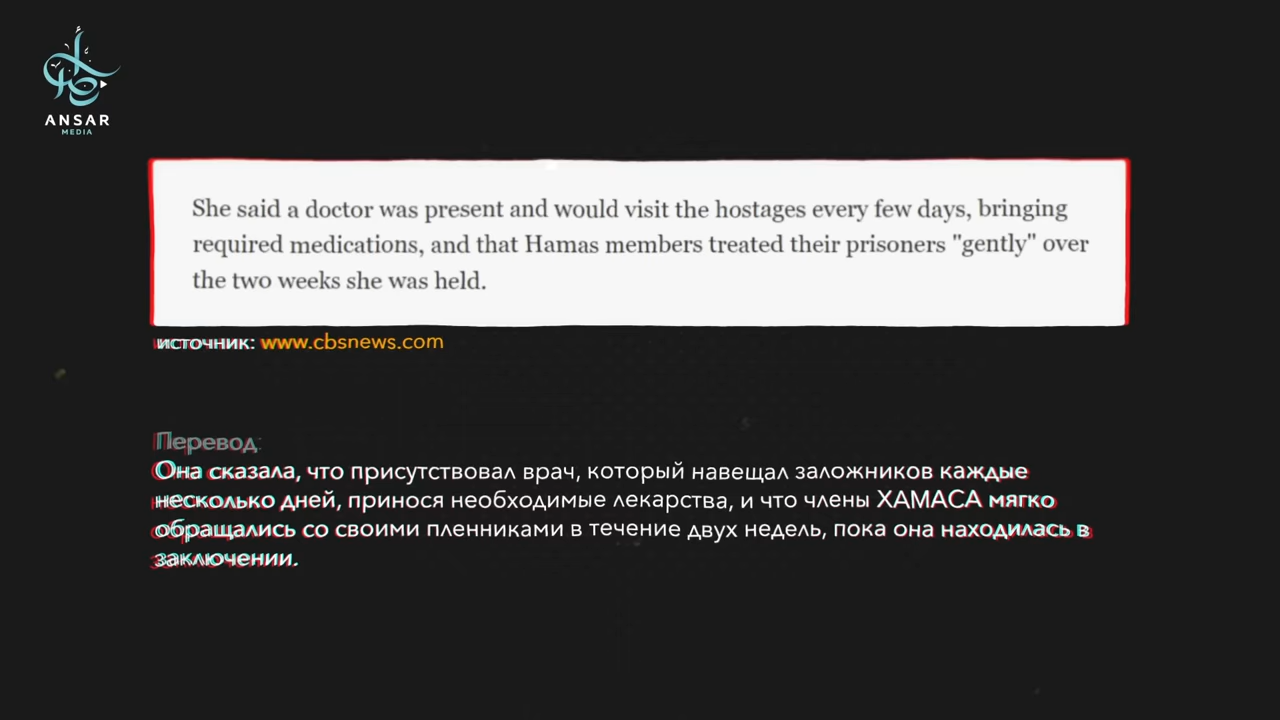 ANSAR
MEDIA
She said a doctor was present and would visit the hostages every few days, bringing
required medications, and that Hamas members treated their prisoners "gently" over
the two weeks she was held.
источник: www.cbsnews.com
Перевод:
Она сказала, что присутствовал врач, который навещал заложников каждые
несколько дней, принося необходимые лекарства, и что члены ХАМАСА мягко
обращались со своими пленниками в течение двух недель, пока она находилась в
заключении.